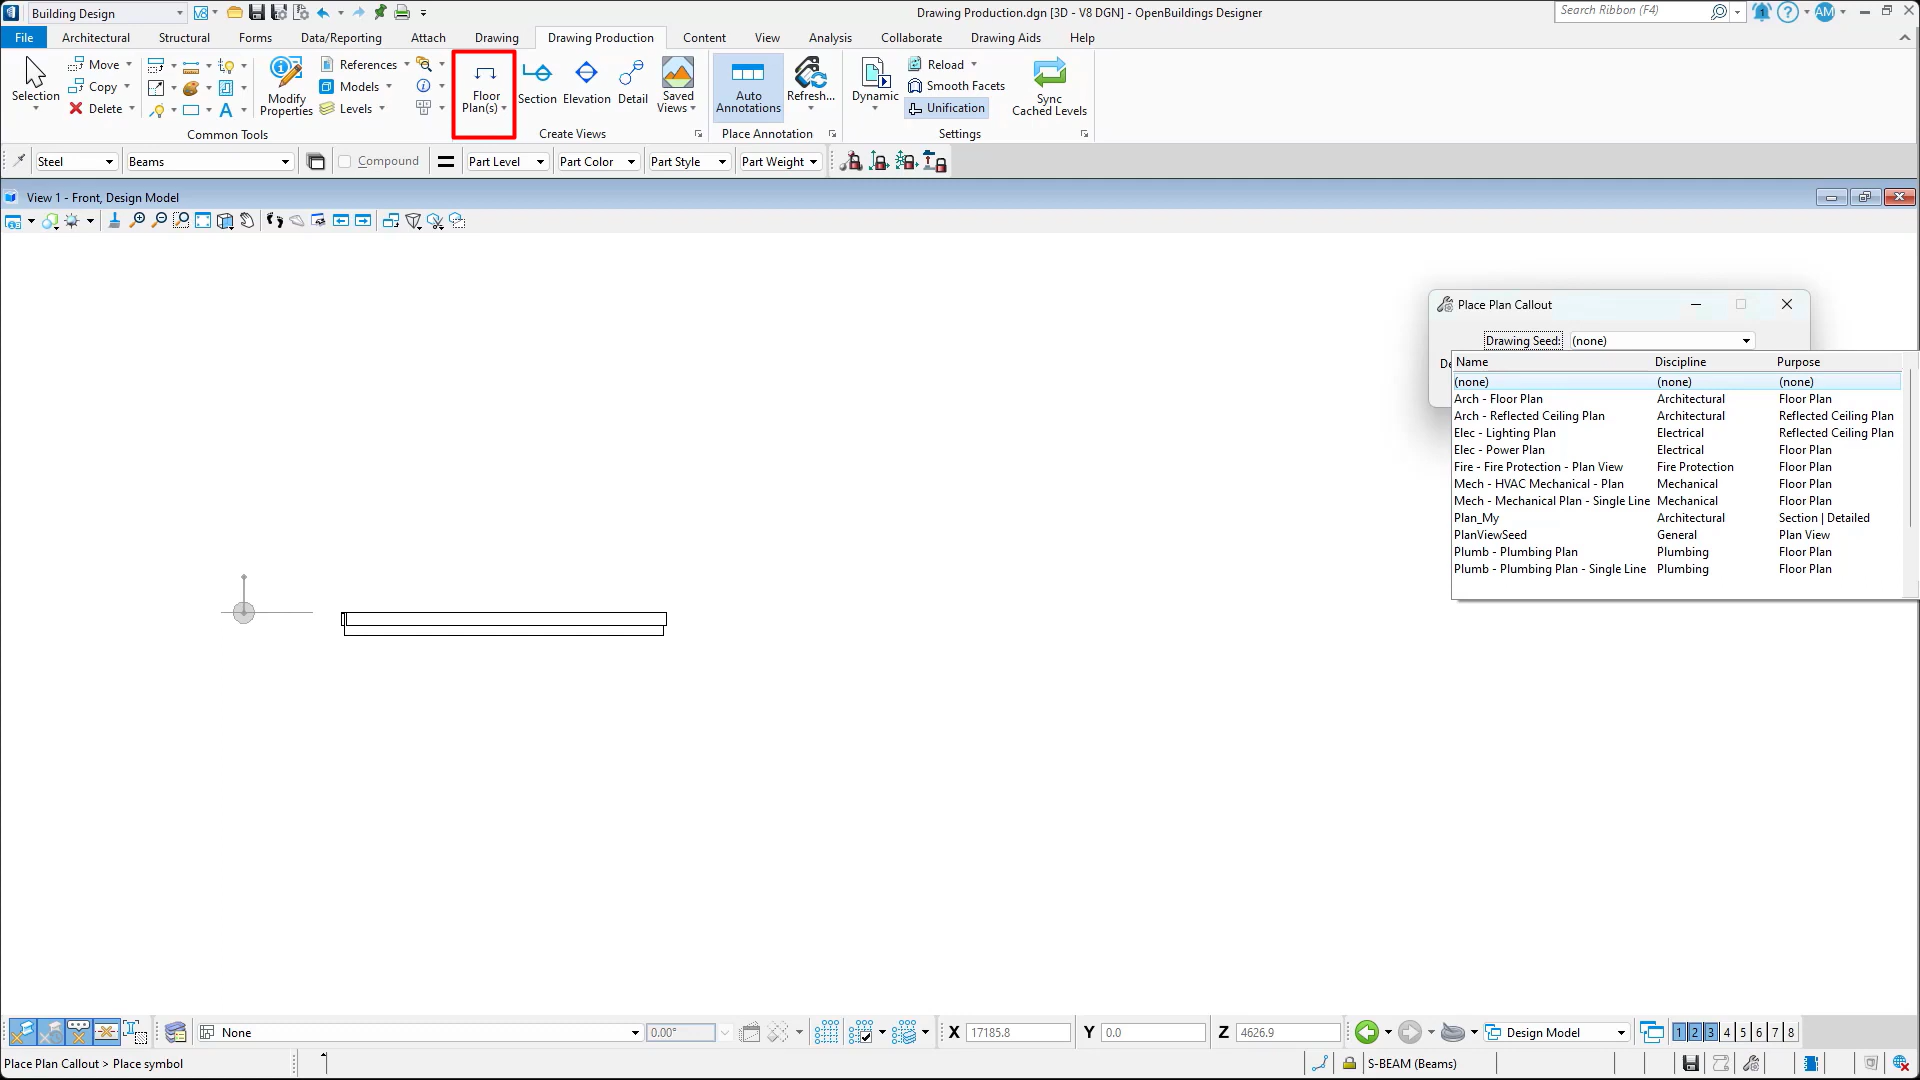 Building Design
Drawing Production.dgn [3D - V8 DGN] - OpenBuildings Designer
Search Ribbon (F4)
AM
File Architectural Structural Forms Data/Reporting Attach Drawing Drawing Production Content View Analysis Collaborate Drawing Aids Help
Selection
Move
Copy
Delete
Modify Properties
References
Models
Levels
Common Tools
Floor Plan(s)
Section
Elevation
Detail
Saved Views
Create Views
Auto Annotations
Refresh...
Place Annotation
Dynamic
Reload
Smooth Facets
Unification
Settings
Sync Cached Levels
Steel Beams Compound Part Level Part Color Part Style Part Weight
View 1 - Front, Design Model
Place Plan Callout
Drawing Seed: (none)
De
Name Discipline Purpose
(none) (none) (none)
Arch - Floor Plan Architectural Floor Plan
Arch - Reflected Ceiling Plan Architectural Reflected Ceiling Plan
Elec - Lighting Plan Electrical Reflected Ceiling Plan
Elec - Power Plan Electrical Floor Plan
Fire - Fire Protection - Plan View Fire Protection Floor Plan
Mech - HVAC Mechanical - Plan Mechanical Floor Plan
Mech - Mechanical Plan - Single Line Mechanical Floor Plan
Plan_My Architectural Section | Detailed
PlanViewSeed General Plan View
Plumb - Plumbing Plan Plumbing Floor Plan
Plumb - Plumbing Plan - Single Line Plumbing Floor Plan
None 0.00° X 17185.8 Y 0.0 Z 4626.9 Design Model 1 2 3 4 5 6 7 8
Place Plan Callout > Place symbol
S-BEAM (Beams)